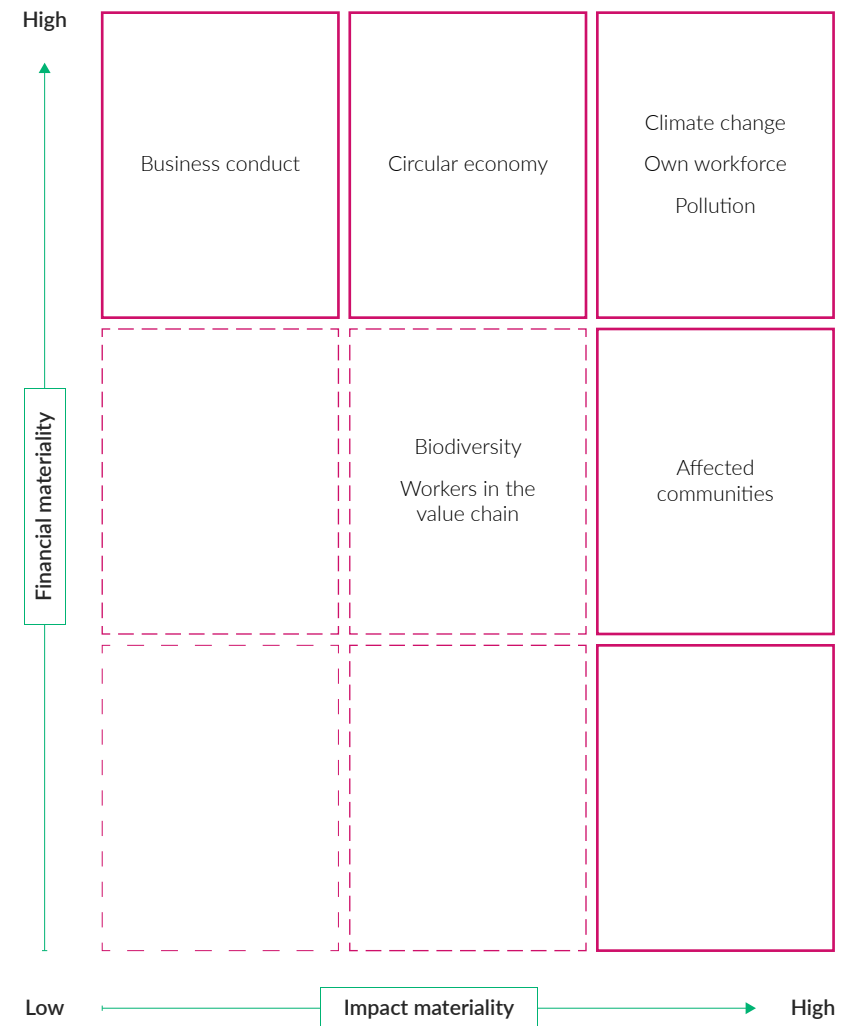 High
Business conduct
Circular economy
Climate change
Own workforce
Pollution
Financial materiality
Biodiversity
Workers in the
value chain
Affected
communities
Low
Impact materiality
High